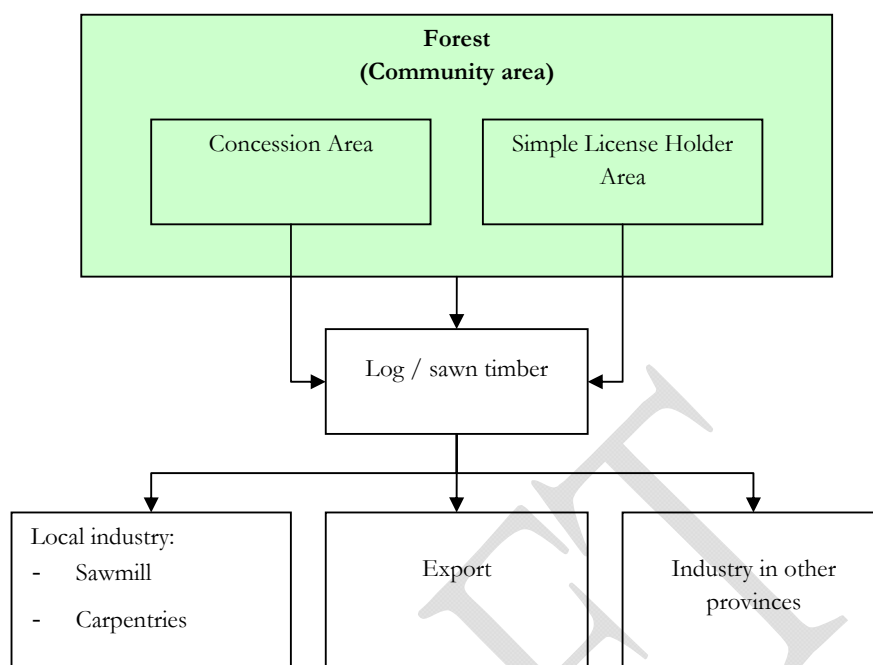 Forest
(Community area)
Concession Area
Simple License Holder
Area
Log / sawn timber
Local industry:
- Sawmill
- Carpentries
Export
Industry in other
provinces
FT